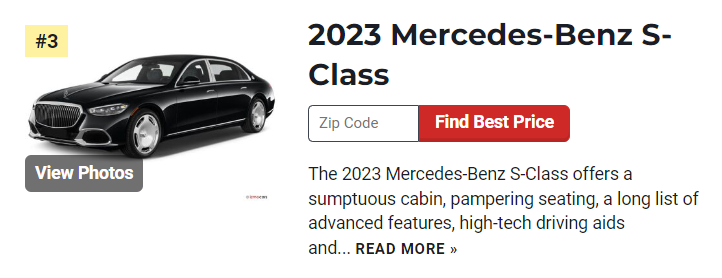 #3
View Photos
2023 Mercedes-Benz S-
Class
Zip Code
Find Best Price
The 2023 Mercedes-Benz S-Class offers a
sumptuous cabin, pampering seating, a long list of
advanced features, high-tech driving aids
and... READ MORE »